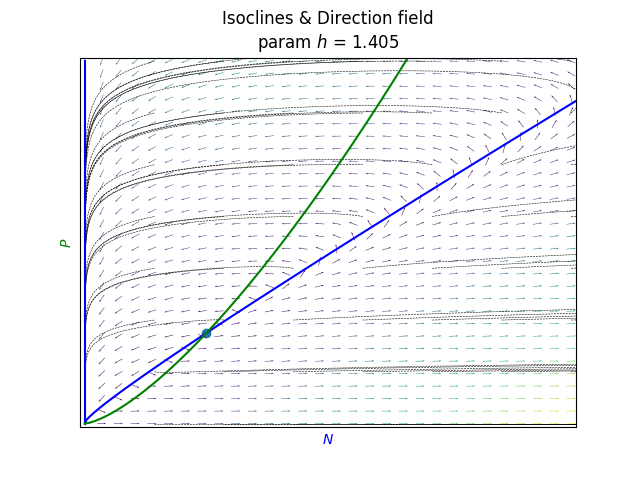 Isoclines & Direction field
param h = 1.405
P
N